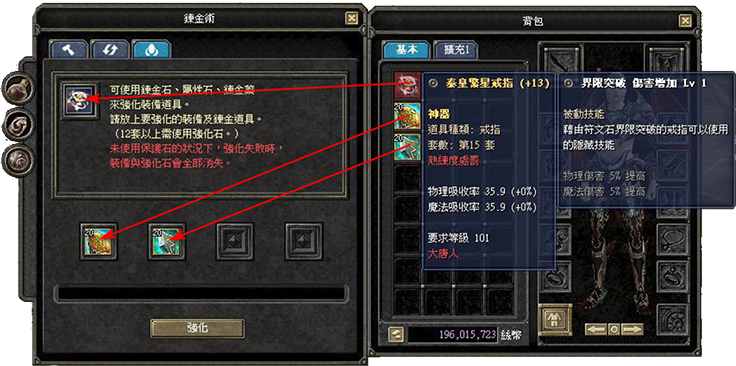 鍊金術
可使用鍊金石、屬性石、鍊金藥
來強化裝備道具。
請放上要強化的裝備及鍊金道具。
(12套以上需使用強化石。)
未使用保護石的狀況下，強化失敗時，
裝備與強化石會全部消失。
20
20
強化
背包
基本
擴充1
20
20
秦皇繁星戒指 (+13)
神器
道具種類: 戒指
套數: 第15 套
熟練度處罰
物理吸收率 35.9 (+0%)
魔法吸收率 35.9 (+0%)
要求等級 101
大唐人
界限突破 傷害增加 Lv 1
被動技能
藉由符文石界限突破的戒指可以使用
的隱藏技能
物理傷害 5% 提高
魔法傷害 5% 提高
196,015,723 絲幣